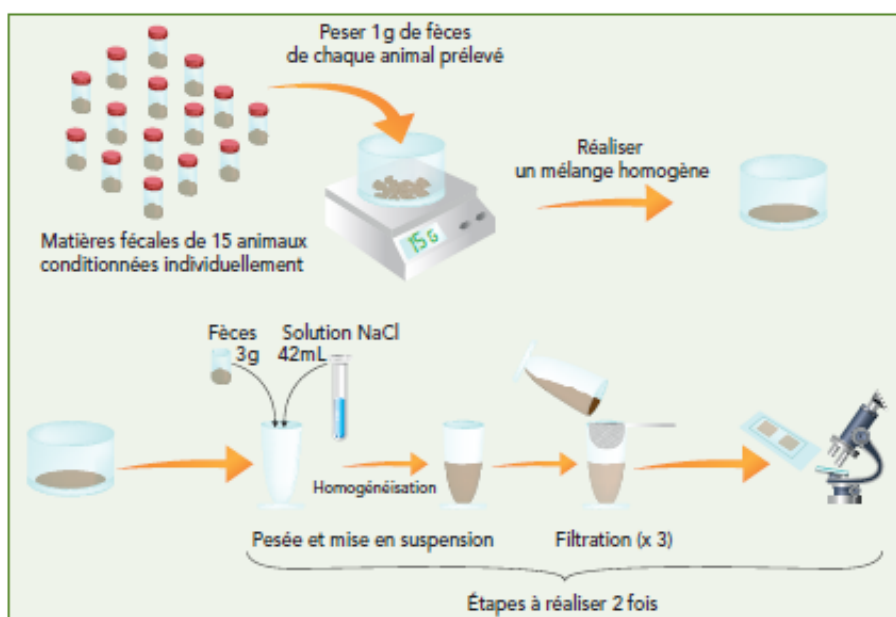 Peser 1g de fèces
de chaque animal prélevé
Réaliser
un mélange homogène
15G
Matières fécales de 15 animaux
conditionnées individuellement
Fèces
3g
Solution NaCl
42mL
Homogénéisation
Pesée et mise en suspension
Filtration (x 3)
Étapes à réaliser 2 fois